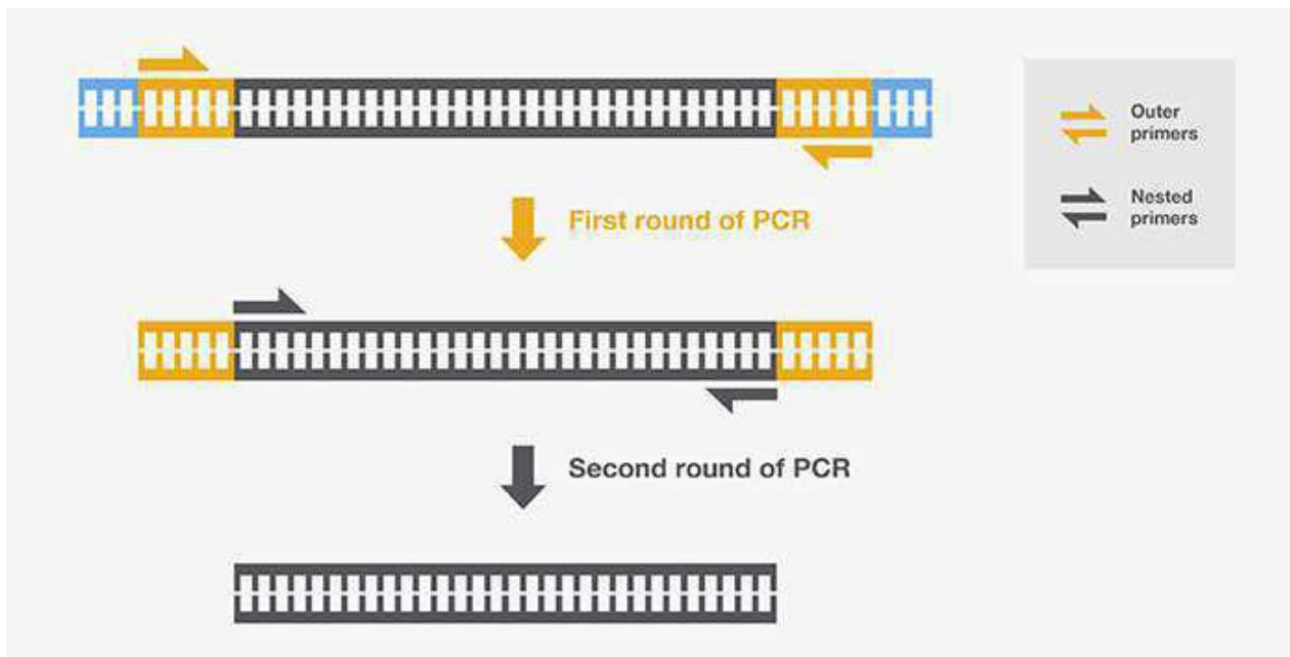 Outer
primers
First round of PCR
Nested
primers
Second round of PCR